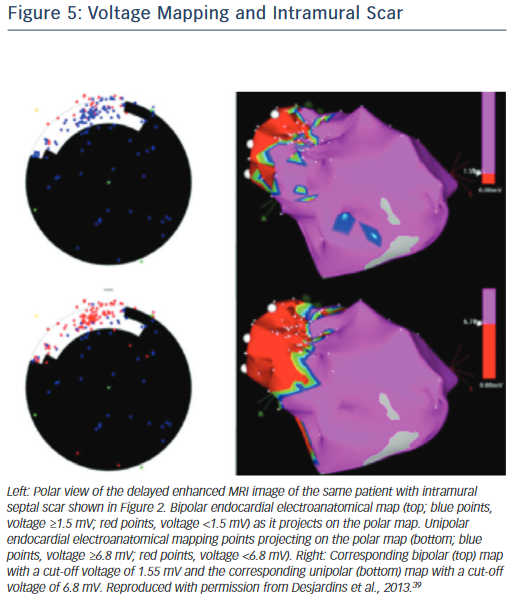 Figure 5: Voltage Mapping and Intramural Scar
Left: Polar view of the delayed enhanced MRI image of the same patient with intramural
septal scar shown in Figure 2. Bipolar endocardial electroanatomical map (top; blue points,
voltage ≥1.5 mV; red points, voltage <1.5 mV) as it projects on the polar map. Unipolar
endocardial electroanatomical mapping points projecting on the polar map (bottom; blue
points, voltage ≥6.8 mV; red points, voltage <6.8 mV). Right: Corresponding bipolar (top) map
with a cut-off voltage of 1.55 mV and the corresponding unipolar (bottom) map with a cut-off
voltage of 6.8 mV. Reproduced with permission from Desjardins et al., 2013.³⁹